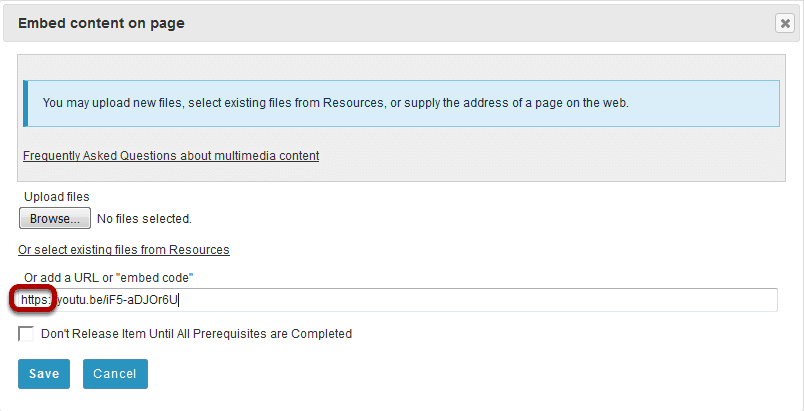 Embed content on page
You may upload new files, select existing files from Resources, or supply the address of a page on the web.
Frequently Asked Questions about multimedia content
Upload files
Browse... No files selected.
Or select existing files from Resources
Or add a URL or "embed code"
https://youtu.be/iF5-aDJOr6U
Don't Release Item Until All Prerequisites are Completed
Save Cancel